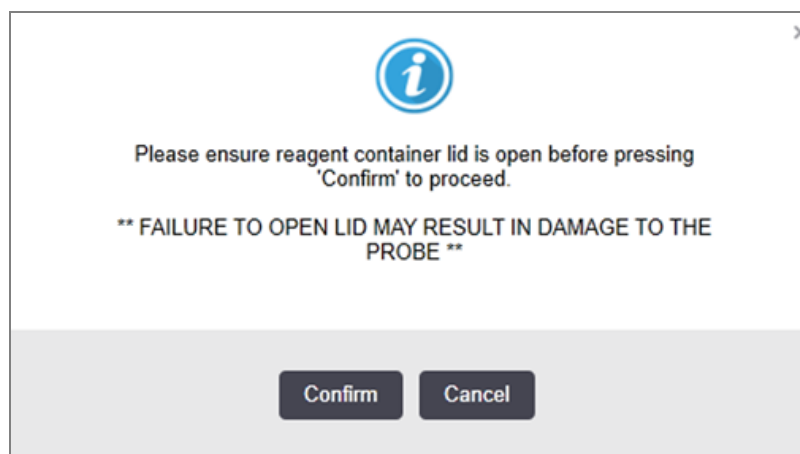 Please ensure reagent container lid is open before pressing
'Confirm' to proceed.
** FAILURE TO OPEN LID MAY RESULT IN DAMAGE TO THE
PROBE **
Confirm Cancel